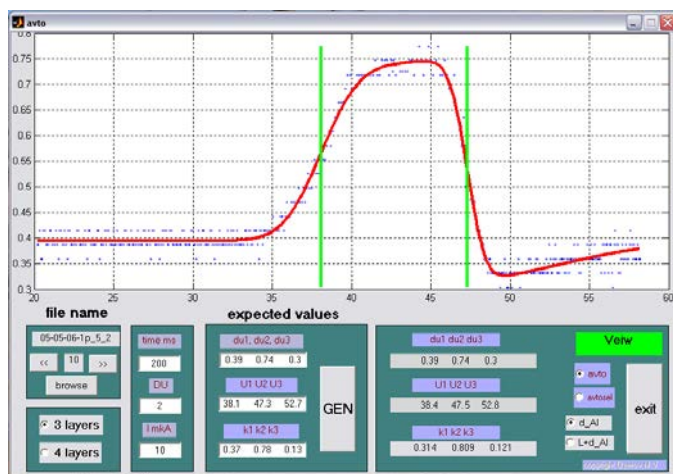 avto
0.8
0.75
0.7
0.65
0.6
0.55
0.5
0.45
0.4
0.35
0.3
20 25 30 35 40 45 50 55 60
file name
05-05-06-1p_5_2
<< 10 >>
browse
3 layers
4 layers
time ms
200
DU
2
I mkA
10
expected values
du1, du2, du3
0.39 0.74 0.3
U1 U2 U3
38.1 47.3 52.7
k1 k2 k3
0.37 0.78 0.13
GEN
du1 du2 du3
0.39 0.74 0.3
U1 U2 U3
38.4 47.5 52.8
k1 k2 k3
0.314 0.809 0.121
Veiw
avto
avtosel
d_Al
L+d_Al
exit